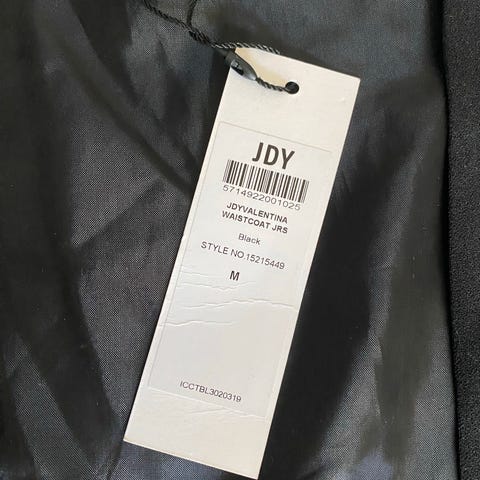 JDY
5714922001025
JDYVALENTINA
WAISTCOAT JRS
Black
STYLE NO.15215449
M
ICCTBL3020319